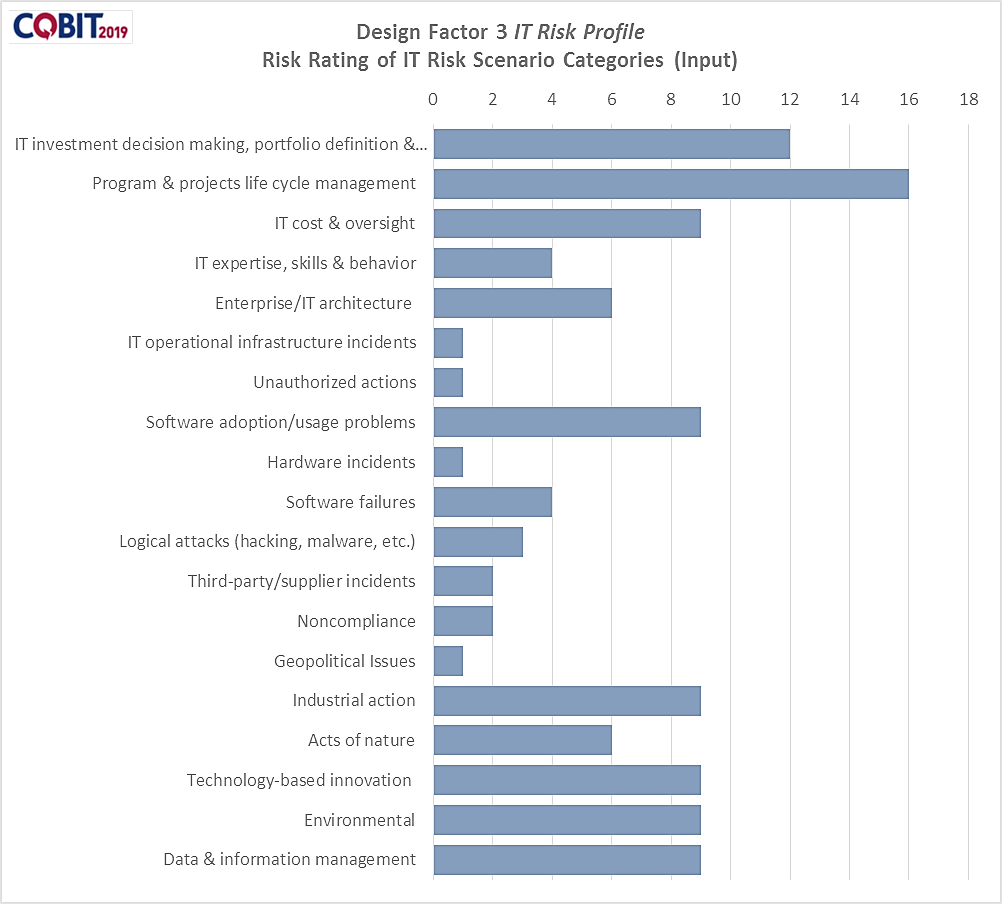 COBIT 2019
Design Factor 3 IT Risk Profile
Risk Rating of IT Risk Scenario Categories (Input)
0 2 4 6 8 10 12 14 16 18
IT investment decision making, portfolio definition &...
Program & projects life cycle management
IT cost & oversight
IT expertise, skills & behavior
Enterprise/IT architecture
IT operational infrastructure incidents
Unauthorized actions
Software adoption/usage problems
Hardware incidents
Software failures
Logical attacks (hacking, malware, etc.)
Third-party/supplier incidents
Noncompliance
Geopolitical Issues
Industrial action
Acts of nature
Technology-based innovation
Environmental
Data & information management